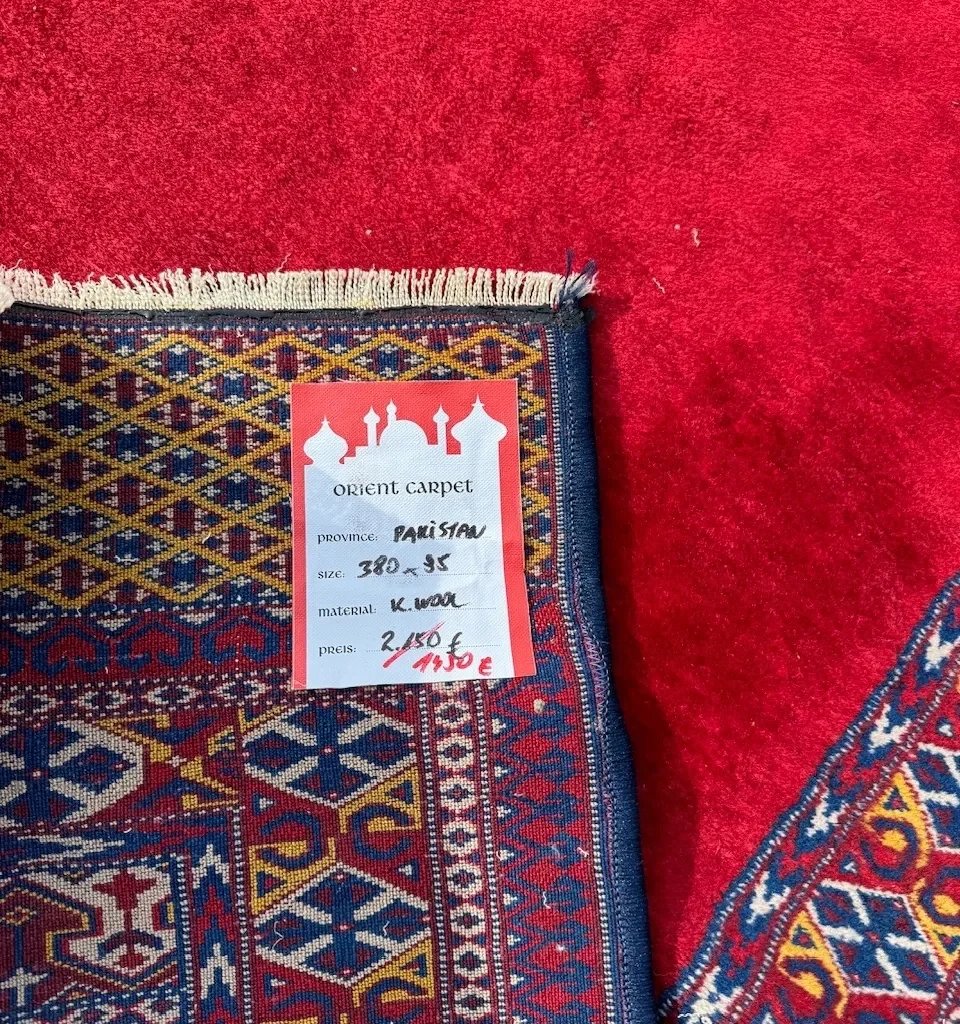 ORIENT CARPET
PROVINCE: PAKISTAN
SIZE: 380 x 95
MATERIAL: K.WOOL
PREIS: 2.150 €
1450 €